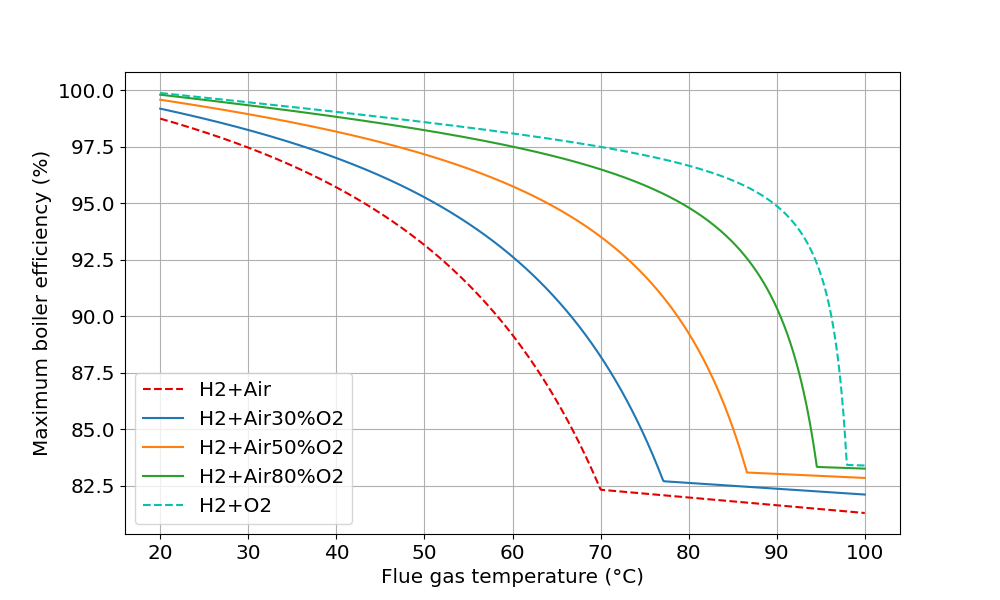 Maximum boiler efficiency (%)
100.0
97.5
95.0
92.5
90.0
87.5
85.0
82.5
H2+Air
H2+Air30%O2
H2+Air50%O2
H2+Air80%O2
H2+O2
20 30 40 50 60 70 80 90 100
Flue gas temperature (°C)